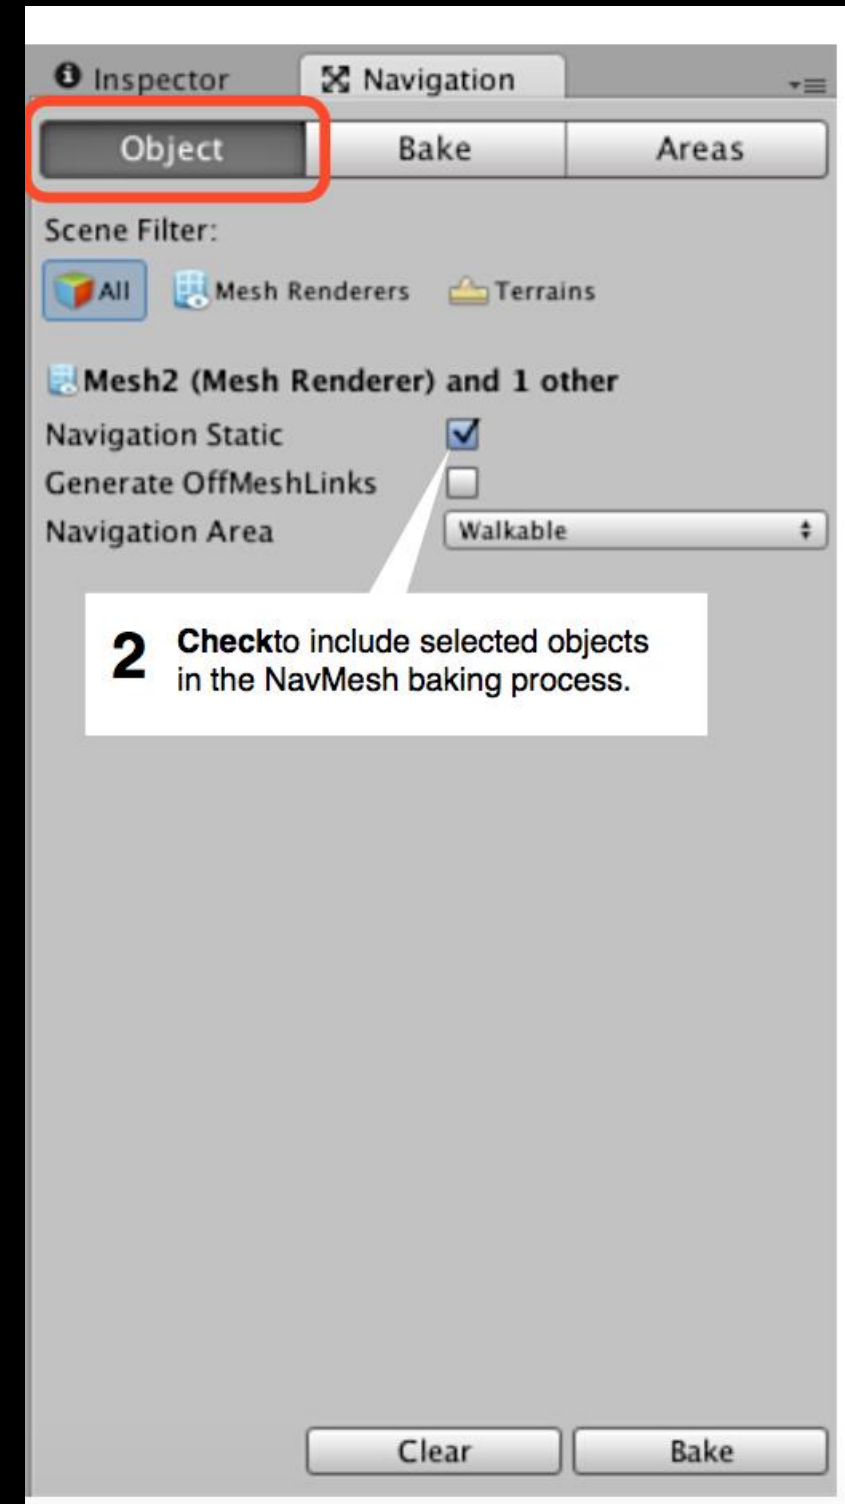 Inspector Navigation
Object Bake Areas
Scene Filter:
All Mesh Renderers Terrains
Mesh2 (Mesh Renderer) and 1 other
Navigation Static
Generate OffMeshLinks
Navigation Area Walkable
2 Checkto include selected objects
in the NavMesh baking process.
Clear Bake